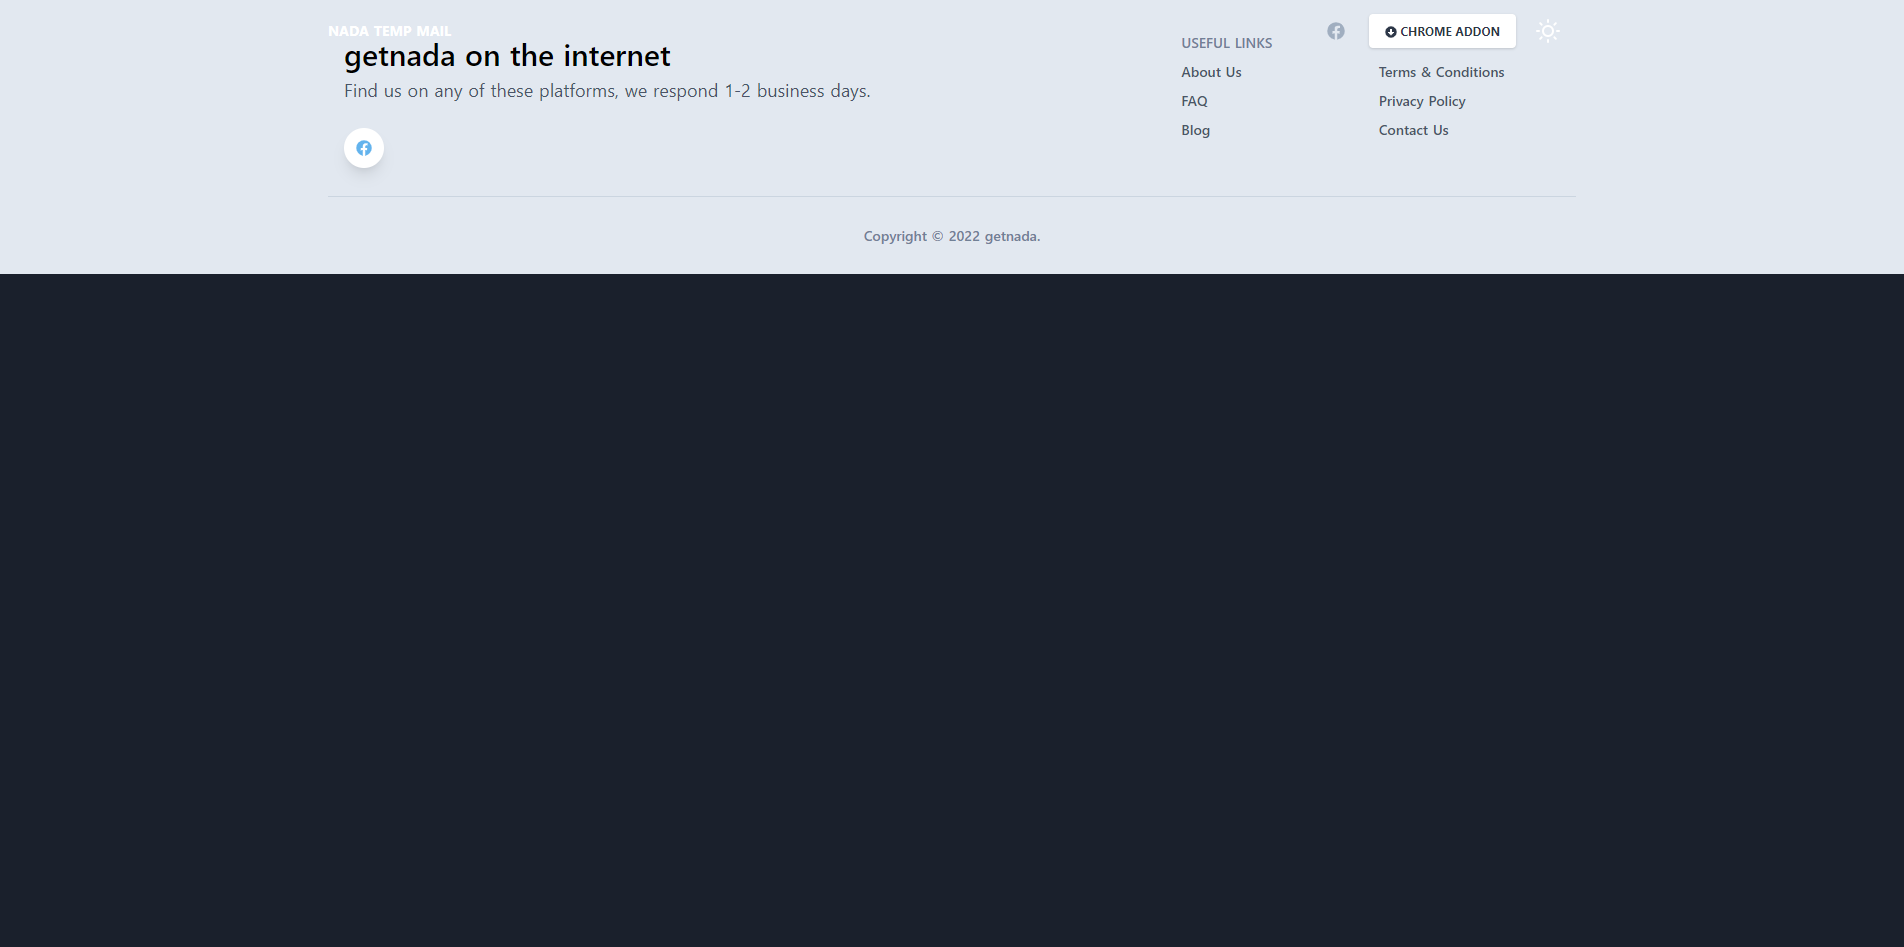 NADA TEMP MAIL
CHROME ADDON
getnada on the internet
Find us on any of these platforms, we respond 1-2 business days.
USEFUL LINKS
About Us
FAQ
Blog
Terms & Conditions
Privacy Policy
Contact Us
Copyright © 2022 getnada.